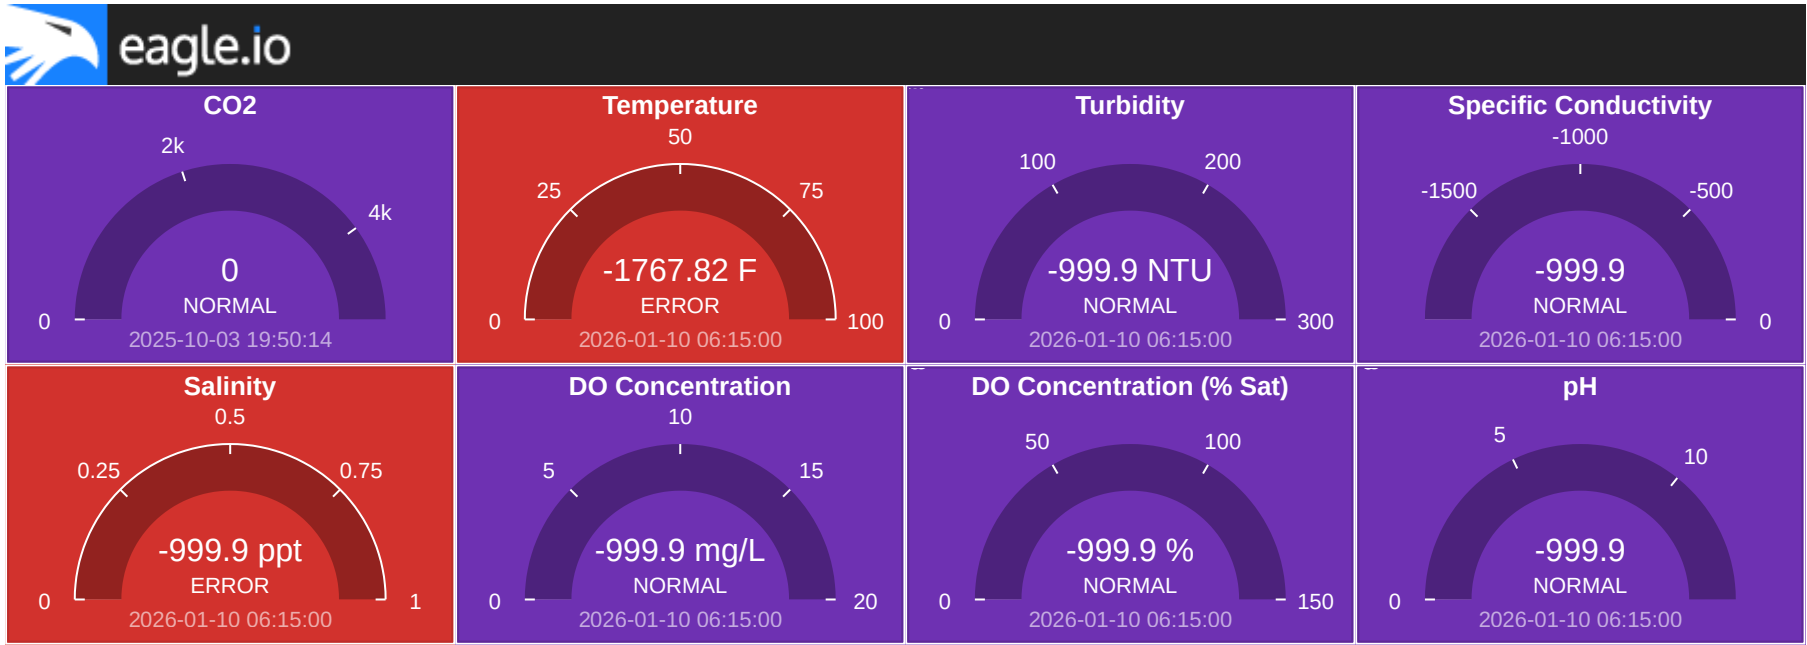 eagle.io
CO2
2k
4k
0
NORMAL
0
2025-10-03 19:50:14
Temperature
50
25
75
-1767.82 F
ERROR
0
100
2026-01-10 06:15:00
Turbidity
100
200
-999.9 NTU
NORMAL
0
300
2026-01-10 06:15:00
Specific Conductivity
-1000
-1500
-500
-999.9
NORMAL
0
2026-01-10 06:15:00
Salinity
0.5
0.25
0.75
-999.9 ppt
ERROR
0
1
2026-01-10 06:15:00
DO Concentration
10
5
15
-999.9 mg/L
NORMAL
0
20
2026-01-10 06:15:00
DO Concentration (% Sat)
50
100
-999.9 %
NORMAL
0
150
2026-01-10 06:15:00
pH
5
10
-999.9
NORMAL
0
2026-01-10 06:15:00